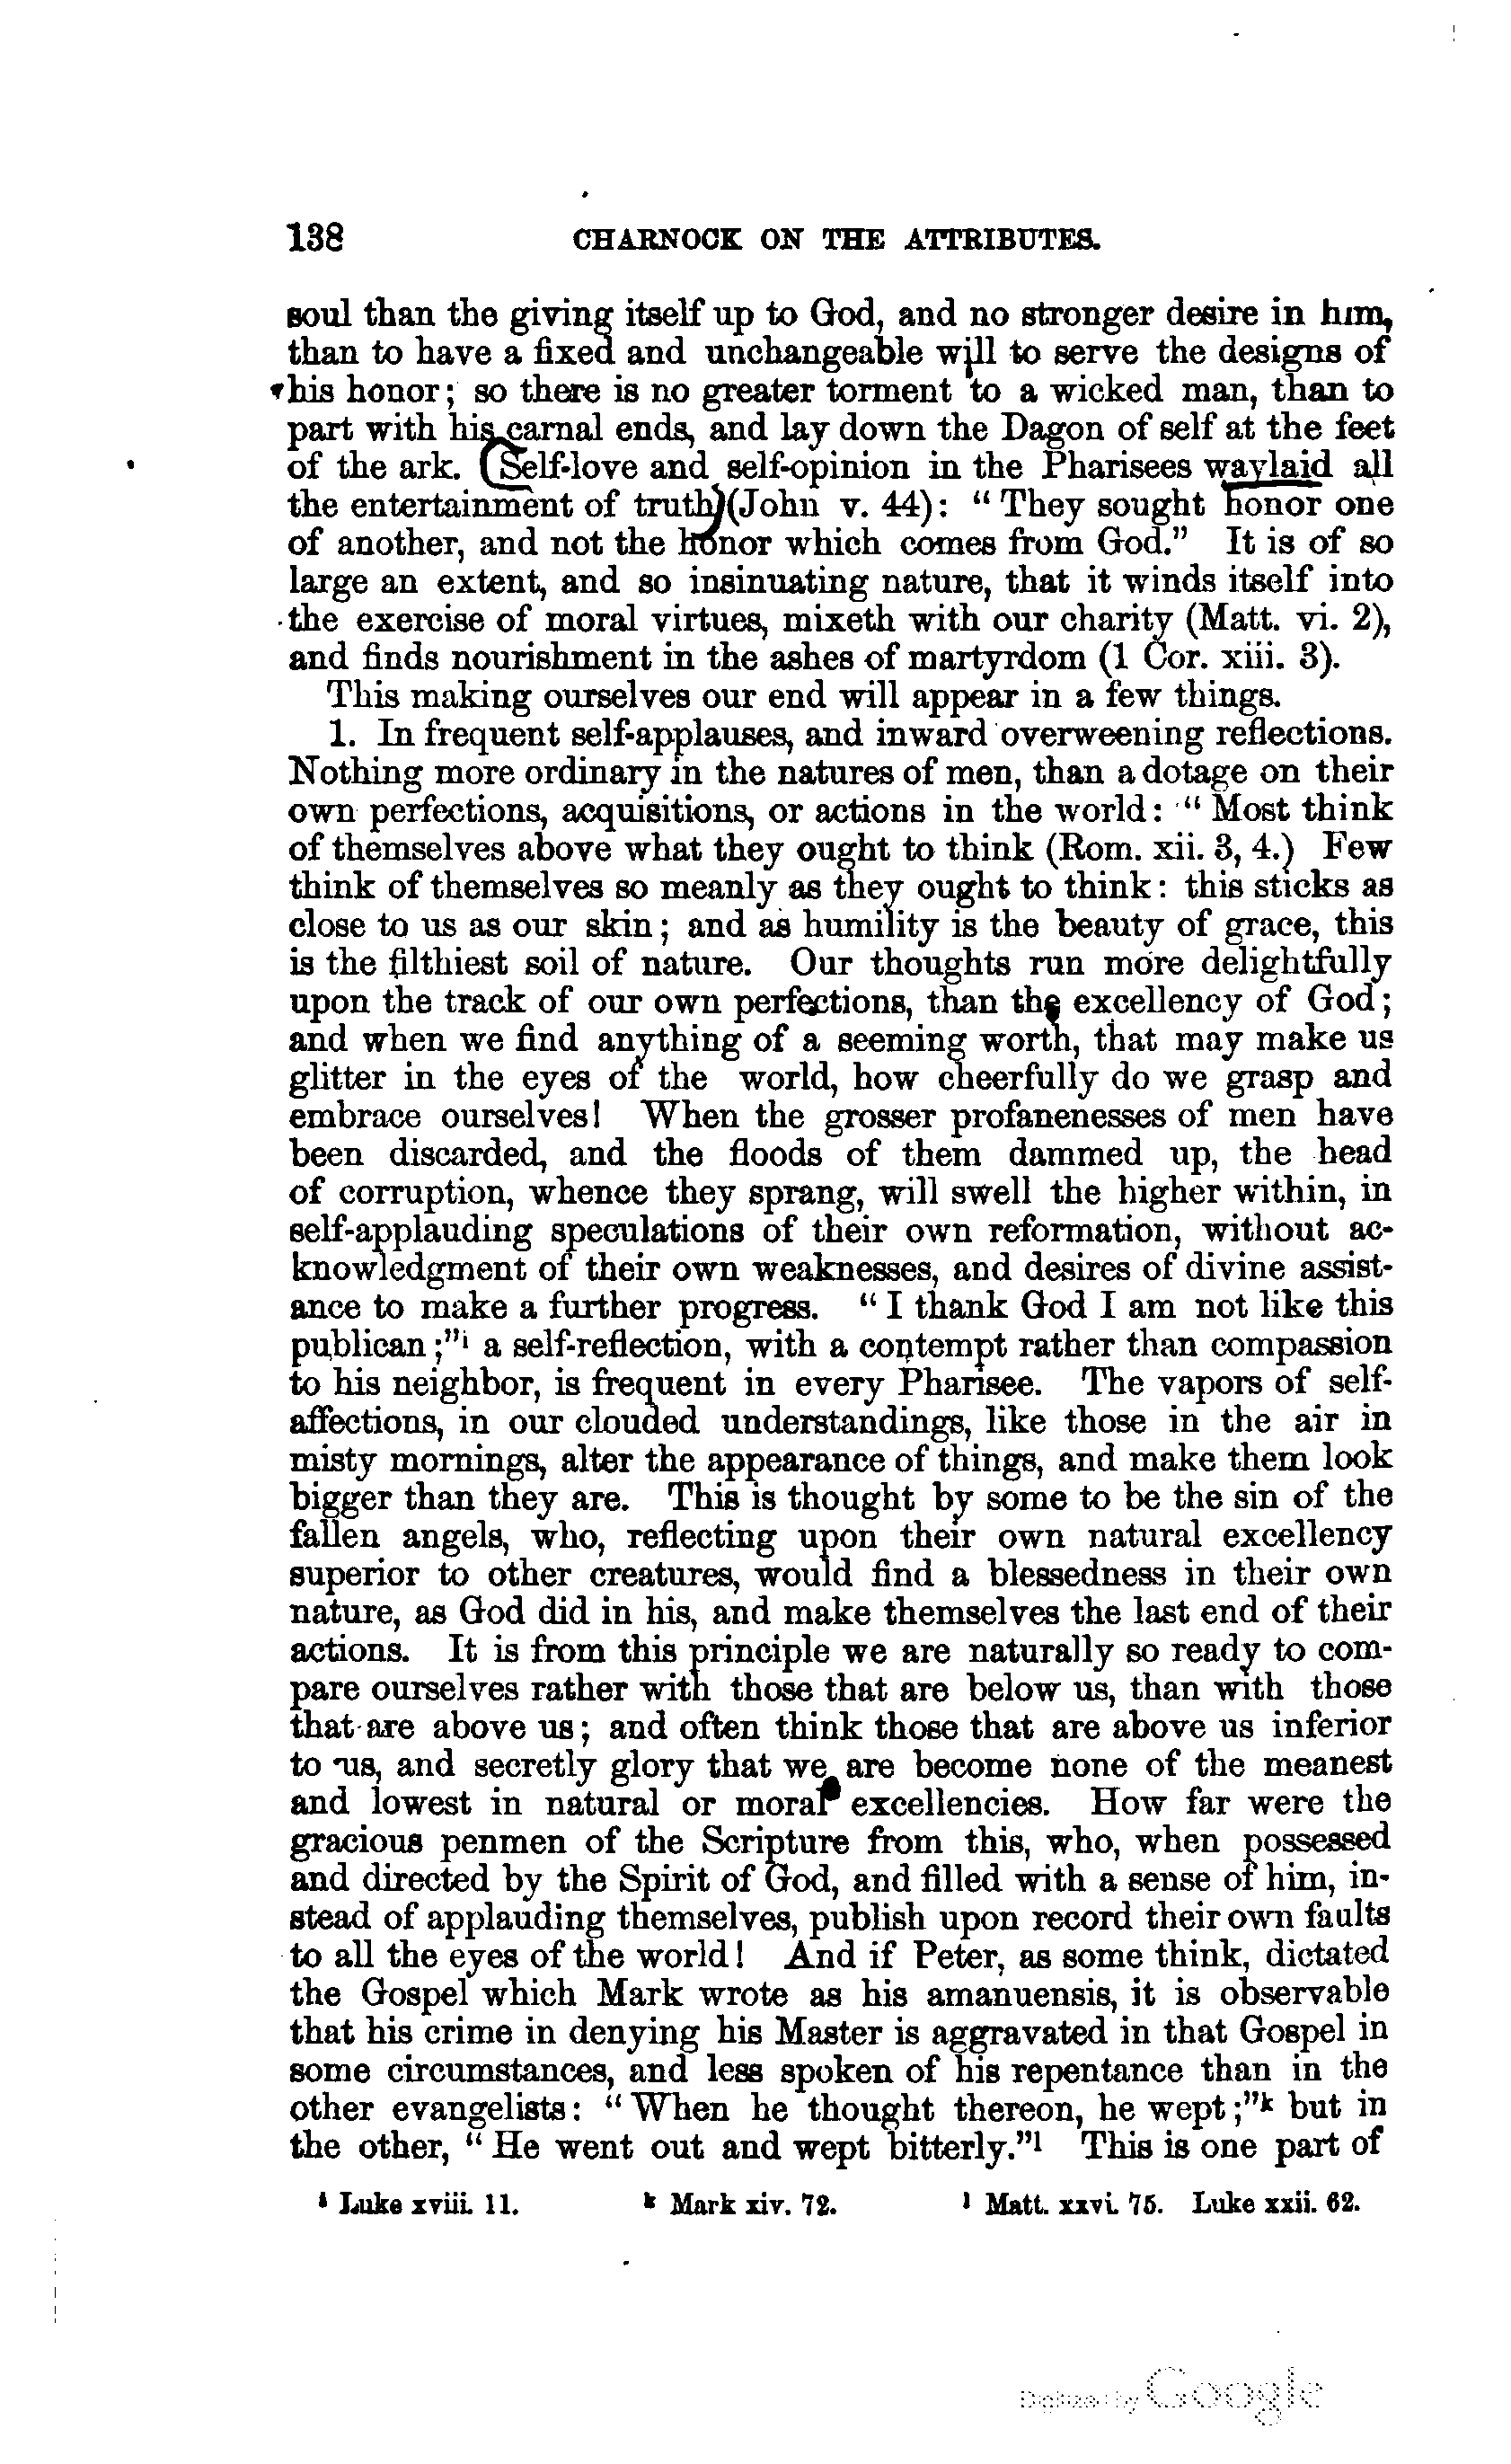 138 CHARNOCK ON THE ATTRIBUTES.
soul than the giving itself up to God, and no stronger desire in him,
than to have a fixed and unchangeable will to serve the designs of
his honor; so there is no greater torment to a wicked man, than to
part with his carnal ends, and lay down the Dagon of self at the feet
of the ark. (Self-love and self-opinion in the Pharisees waylaid all
the entertainment of truth)(John v. 44): “They sought honor one
of another, and not the honor which comes from God.” It is of so
large an extent, and so insinuating nature, that it winds itself into
the exercise of moral virtues, mixeth with our charity (Matt. vi. 2),
and finds nourishment in the ashes of martyrdom (1 Cor. xiii. 3).
This making ourselves our end will appear in a few things.
1. In frequent self-applauses, and inward overweening reflections.
Nothing more ordinary in the natures of men, than a dotage on their
own perfections, acquisitions, or actions in the world: “Most think
of themselves above what they ought to think (Rom. xii. 3, 4.) Few
think of themselves so meanly as they ought to think: this sticks as
close to us as our skin; and as humility is the beauty of grace, this
is the filthiest soil of nature. Our thoughts run more delightfully
upon the track of our own perfections, than the excellency of God;
and when we find anything of a seeming worth, that may make us
glitter in the eyes of the world, how cheerfully do we grasp and
embrace ourselves! When the grosser profanenesses of men have
been discarded, and the floods of them dammed up, the head
of corruption, whence they sprang, will swell the higher within, in
self-applauding speculations of their own reformation, without ac-
knowledgment of their own weaknesses, and desires of divine assist-
ance to make a further progress. “I thank God I am not like this
publican;”i a self-reflection, with a contempt rather than compassion
to his neighbor, is frequent in every Pharisee. The vapors of self-
affections, in our clouded understandings, like those in the air in
misty mornings, alter the appearance of things, and make them look
bigger than they are. This is thought by some to be the sin of the
fallen angels, who, reflecting upon their own natural excellency
superior to other creatures, would find a blessedness in their own
nature, as God did in his, and make themselves the last end of their
actions. It is from this principle we are naturally so ready to com-
pare ourselves rather with those that are below us, than with those
that are above us; and often think those that are above us inferior
to us, and secretly glory that we are become none of the meanest
and lowest in natural or moral excellencies. How far were the
gracious penmen of the Scripture from this, who, when possessed
and directed by the Spirit of God, and filled with a sense of him, in-
stead of applauding themselves, publish upon record their own faults
to all the eyes of the world! And if Peter, as some think, dictated
the Gospel which Mark wrote as his amanuensis, it is observable
that his crime in denying his Master is aggravated in that Gospel in
some circumstances, and less spoken of his repentance than in the
other evangelists: “When he thought thereon, he wept;”k but in
the other, “He went out and wept bitterly.”l This is one part of
i Luke xviii. 11. k Mark xiv. 72. l Matt. xxvi. 75. Luke xxii. 62.
Digitized by Google